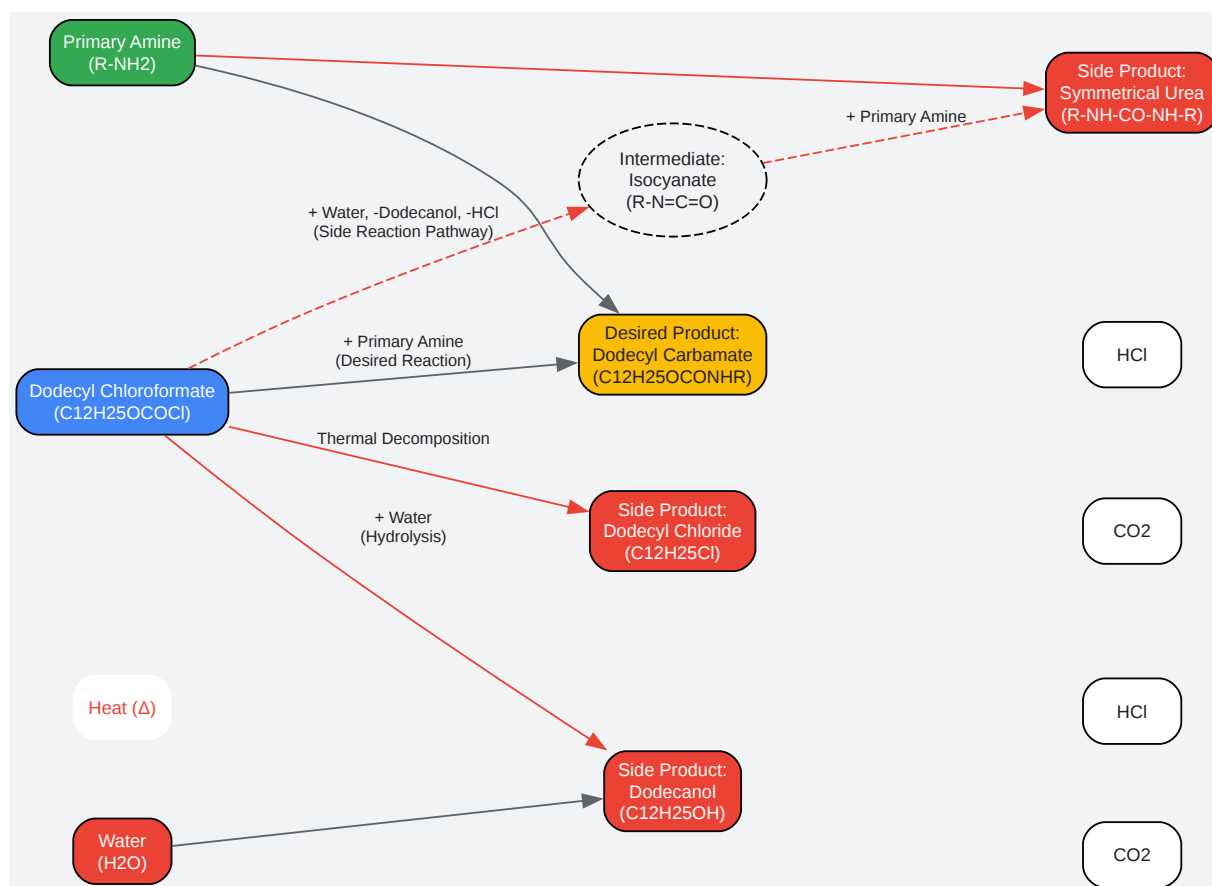 Primary Amine
(R-NH2)
Side Product:
Symmetrical Urea
(R-NH-CO-NH-R)
+ Primary Amine
Intermediate:
Isocyanate
(R-N=C=O)
+ Water, -Dodecanol, -HCl
(Side Reaction Pathway)
+ Primary Amine
(Desired Reaction)
Desired Product:
Dodecyl Carbamate
(C12H25OCONHR)
HCl
Dodecyl Chloroformate
(C12H25OCOCl)
Thermal Decomposition
Side Product:
Dodecyl Chloride
(C12H25Cl)
CO2
+ Water
(Hydrolysis)
Heat (Δ)
HCl
Side Product:
Dodecanol
(C12H25OH)
Water
(H2O)
CO2